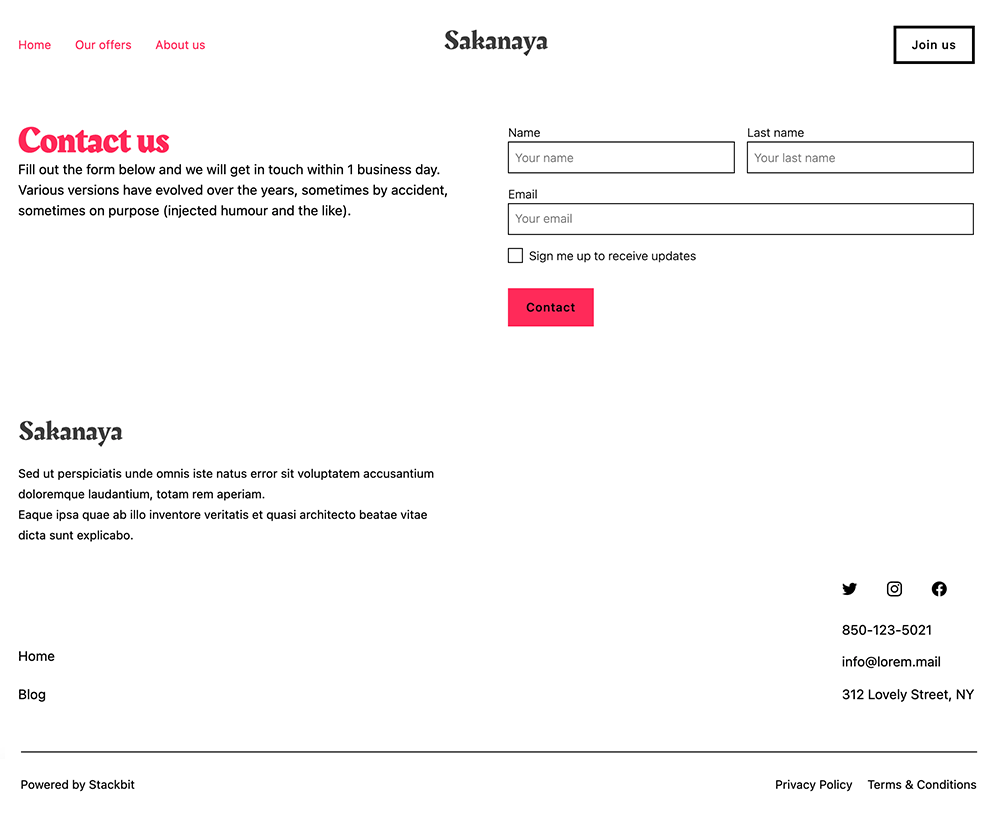 Home Our offers About us Sakanaya Join us
Contact us
Fill out the form below and we will get in touch within 1 business day.
Various versions have evolved over the years, sometimes by accident,
sometimes on purpose (injected humour and the like).
Name Last name
Your name Your last name
Email
Your email
Sign me up to receive updates
Contact
Sakanaya
Sed ut perspiciatis unde omnis iste natus error sit voluptatem accusantium
doloremque laudantium, totam rem aperiam.
Eaque ipsa quae ab illo inventore veritatis et quasi architecto beatae vitae
dicta sunt explicabo.
Home
Blog
850-123-5021
info@lorem.mail
312 Lovely Street, NY
Powered by Stackbit Privacy Policy Terms & Conditions